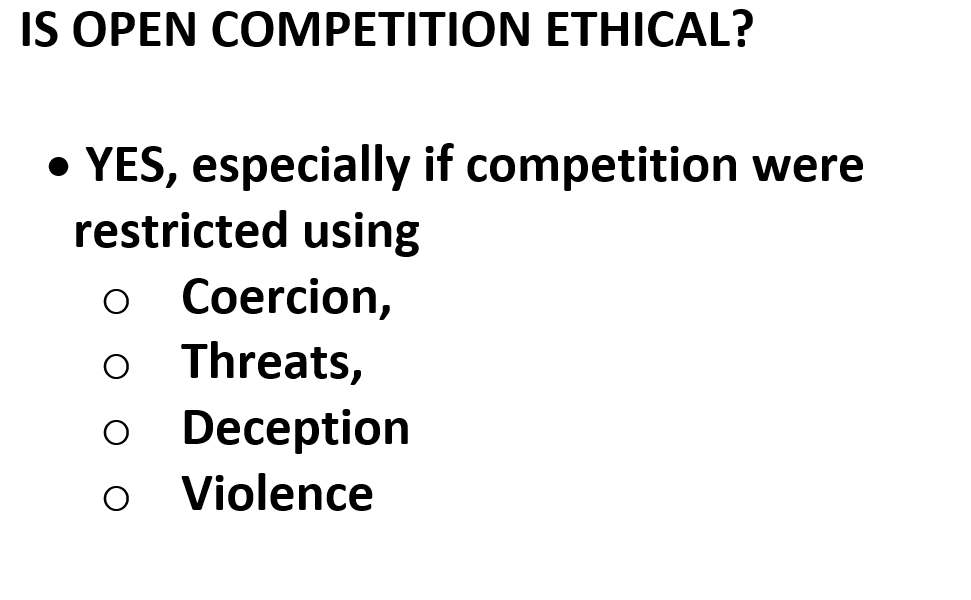 IS OPEN COMPETITION ETHICAL?
• YES, especially if competition were
restricted using
o Coercion,
o Threats,
o Deception
o Violence